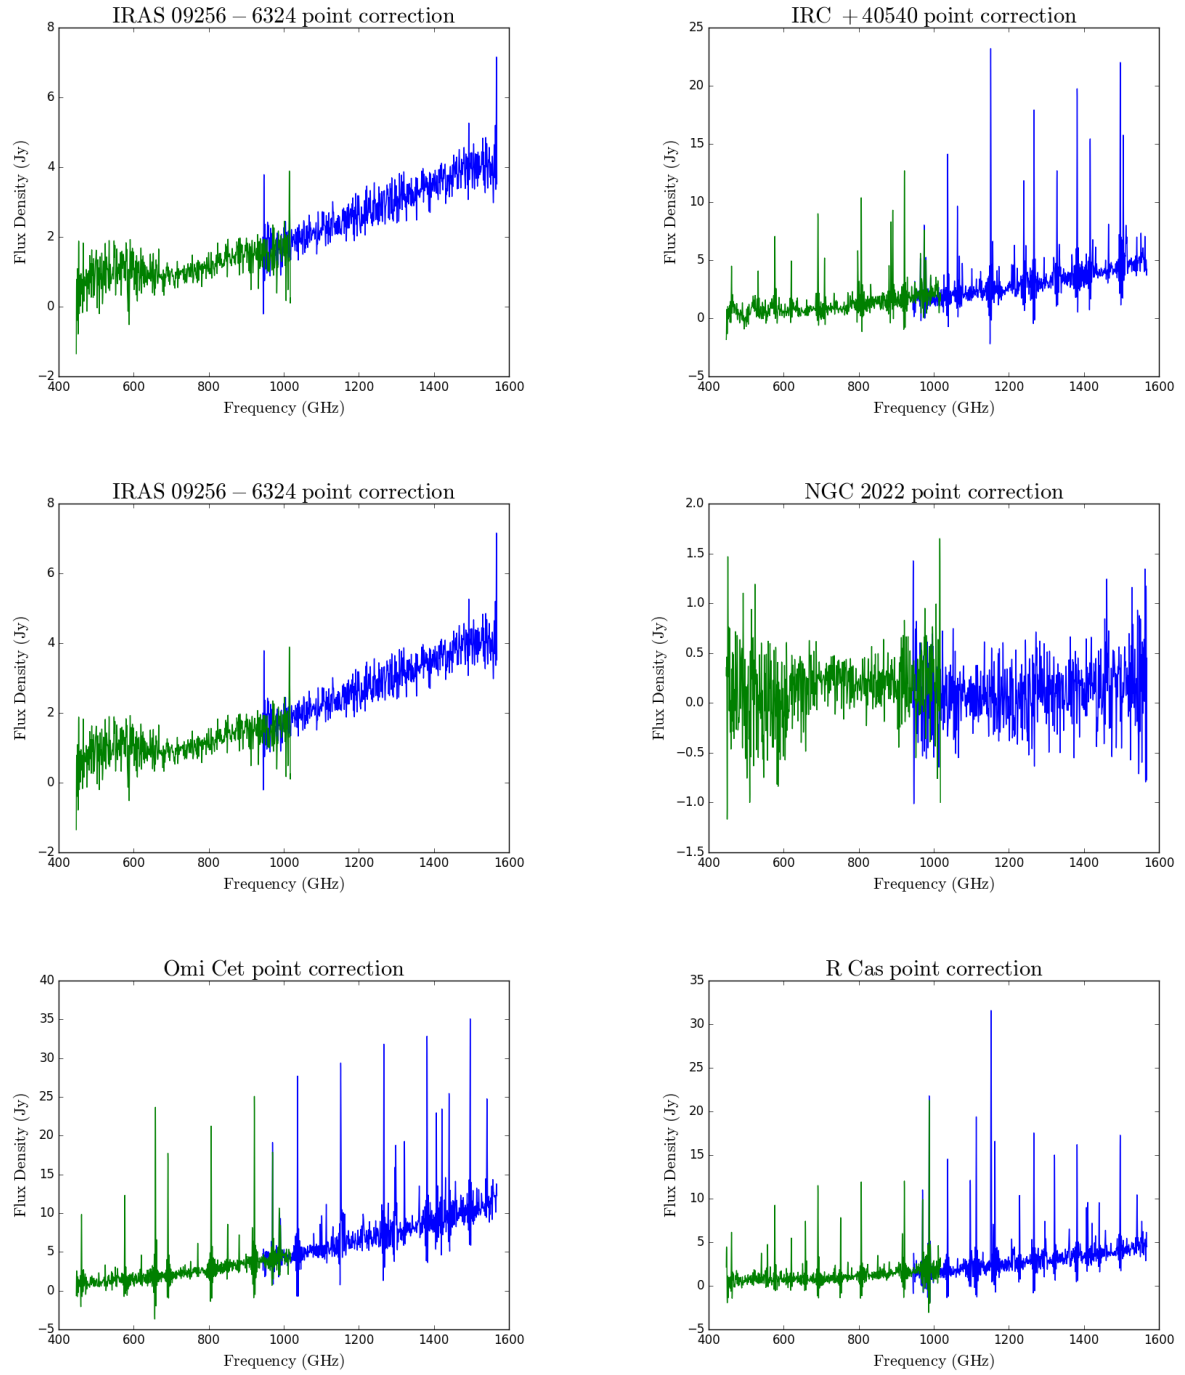 IRAS 09256 − 6324 point correction
8
6
4
2
0
−2
400 600 800 1000 1200 1400 1600
Flux Density (Jy)
Frequency (GHz)
IRC +40540 point correction
25
20
15
10
5
0
−5
400 600 800 1000 1200 1400 1600
Flux Density (Jy)
Frequency (GHz)
IRAS 09256 − 6324 point correction
8
6
4
2
0
−2
400 600 800 1000 1200 1400 1600
Flux Density (Jy)
Frequency (GHz)
NGC 2022 point correction
2.0
1.5
1.0
0.5
0.0
−0.5
−1.0
−1.5
400 600 800 1000 1200 1400 1600
Flux Density (Jy)
Frequency (GHz)
Omi Cet point correction
40
35
30
25
20
15
10
5
0
−5
400 600 800 1000 1200 1400 1600
Flux Density (Jy)
Frequency (GHz)
R Cas point correction
35
30
25
20
15
10
5
0
−5
400 600 800 1000 1200 1400 1600
Flux Density (Jy)
Frequency (GHz)